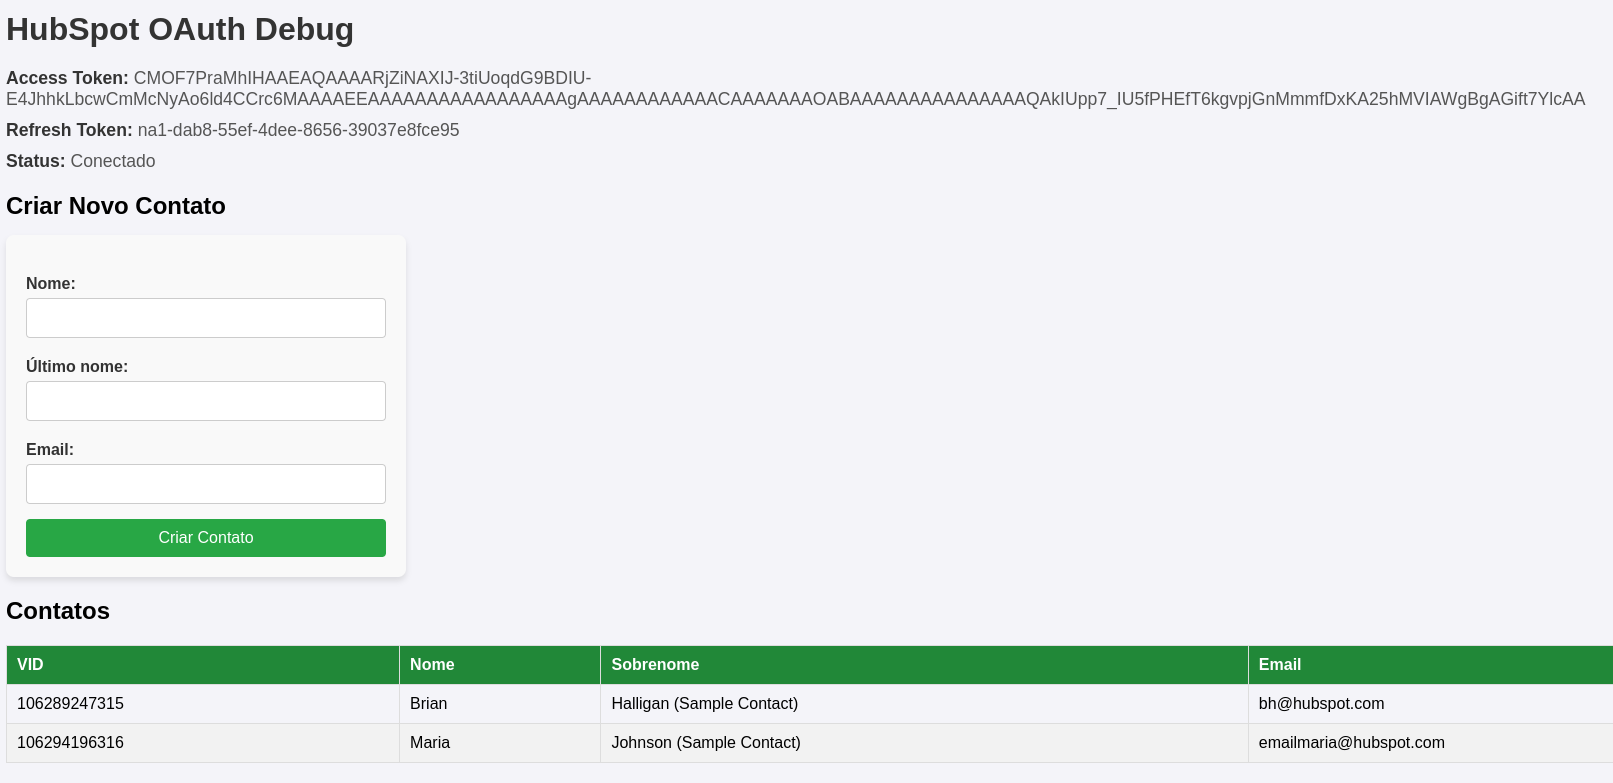 HubSpot OAuth Debug
Access Token: CMOF7PraMhIHAAEAQAAAARjZiNAXIJ-3tiUoqdG9BDIU-
E4JhhkLbcwCmMcNyAo6ld4CCrc6MAAAAEEAAAAAAAAAAAAAAAAAgAAAAAAAAAAAACAAAAAAAOABAAAAAAAAAAAAAAAQAkIUpp7_IU5fPHEfT6kgvpjGnMmmfDxKA25hMVIAWgBgAGift7YlcAA
Refresh Token: na1-dab8-55ef-4dee-8656-39037e8fce95
Status: Conectado
Criar Novo Contato
Nome:
Último nome:
Email:
Criar Contato
Contatos
VID Nome Sobrenome Email
106289247315 Brian Halligan (Sample Contact) bh@hubspot.com
106294196316 Maria Johnson (Sample Contact) emailmaria@hubspot.com